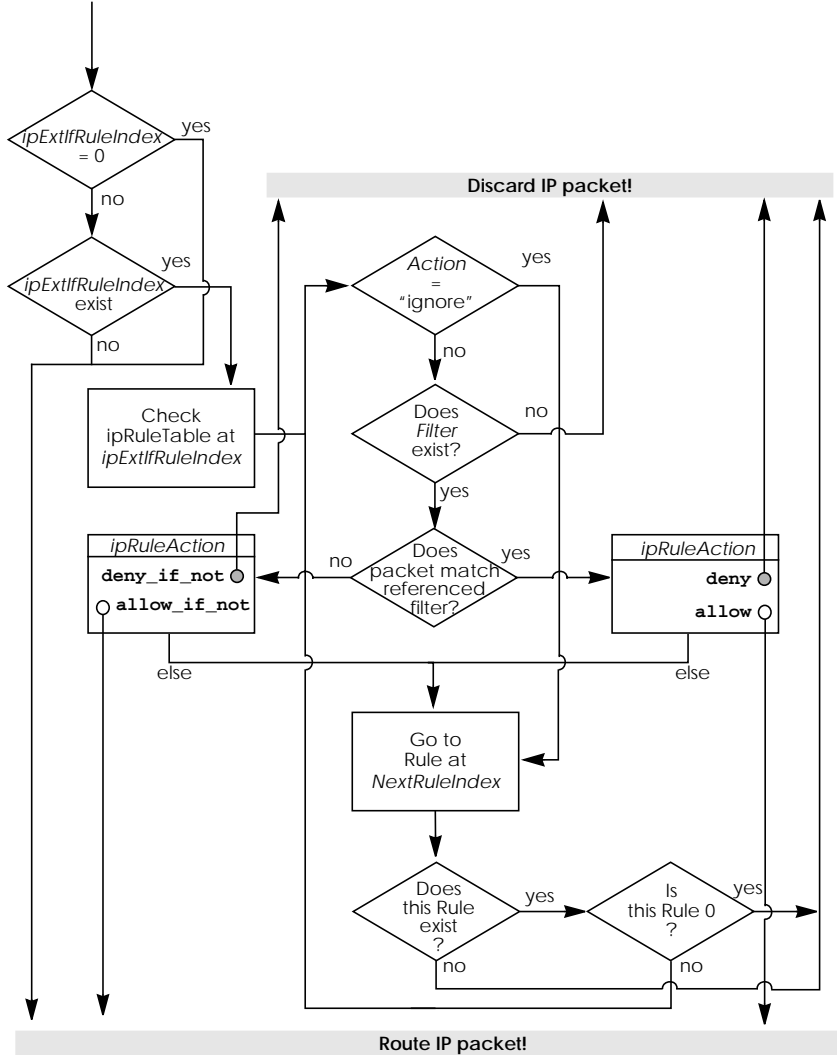 ipExtIfRuleIndex
= 0
yes
no
Discard IP packet!
ipExtIfRuleIndex
exist
yes
no
Action
=
“ignore”
yes
no
Check
ipRuleTable at
ipExtIfRuleIndex
Does
Filter
exist?
no
yes
ipRuleAction
deny_if_not
allow_if_not
no
Does
packet match
referenced
filter?
yes
ipRuleAction
deny
allow
else
else
Go to
Rule at
NextRuleIndex
Does
this Rule
exist
?
yes
no
Is
this Rule 0
?
yes
no
Route IP packet!